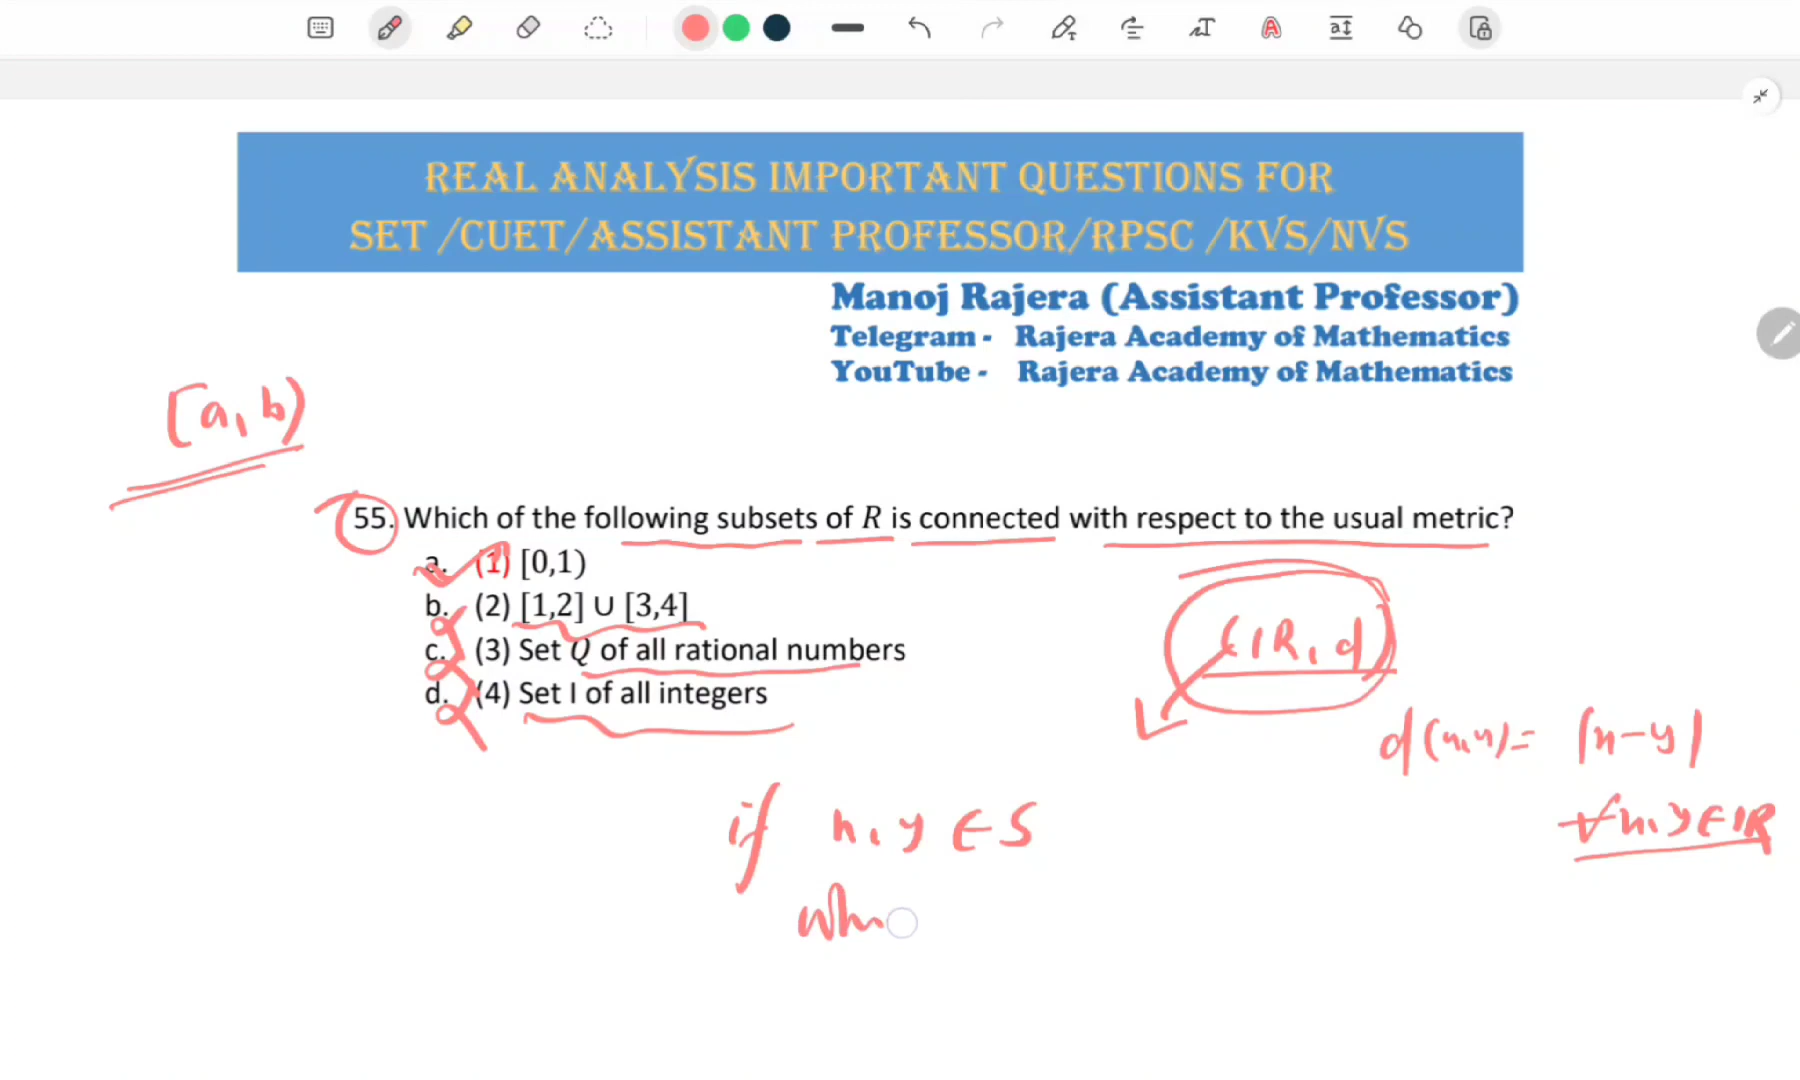 REAL ANALYSIS IMPORTANT QUESTIONS FOR
SET /CUET/ASSISTANT PROFESSOR/RPSC /KVS/NVS
Manoj Rajera (Assistant Professor)
Telegram - Rajera Academy of Mathematics
YouTube - Rajera Academy of Mathematics
[a, b)
55. Which of the following subsets of R is connected with respect to the usual metric?
a. (1) [0,1)
b. (2) [1,2] ∪ [3,4]
c. (3) Set Q of all rational numbers
d. (4) Set I of all integers
(IR, d)
d(x,y) = |x-y|
∀ x, y ∈ IR
if x, y ∈ S